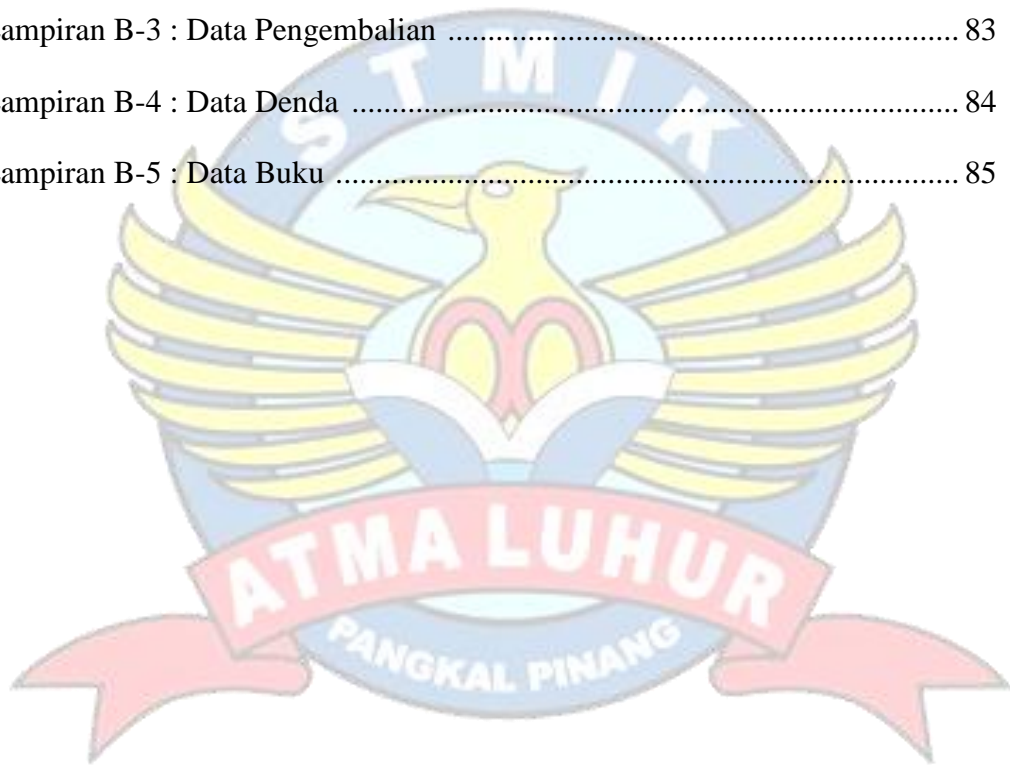 ampiran B-3 : Data Pengembalian ................................................................ 83
ampiran B-4 : Data Denda ............................................................................ 84
ampiran B-5 : Data Buku .............................................................................. 85
STMIK
ATMA LUHUR
PANGKAL PINANG